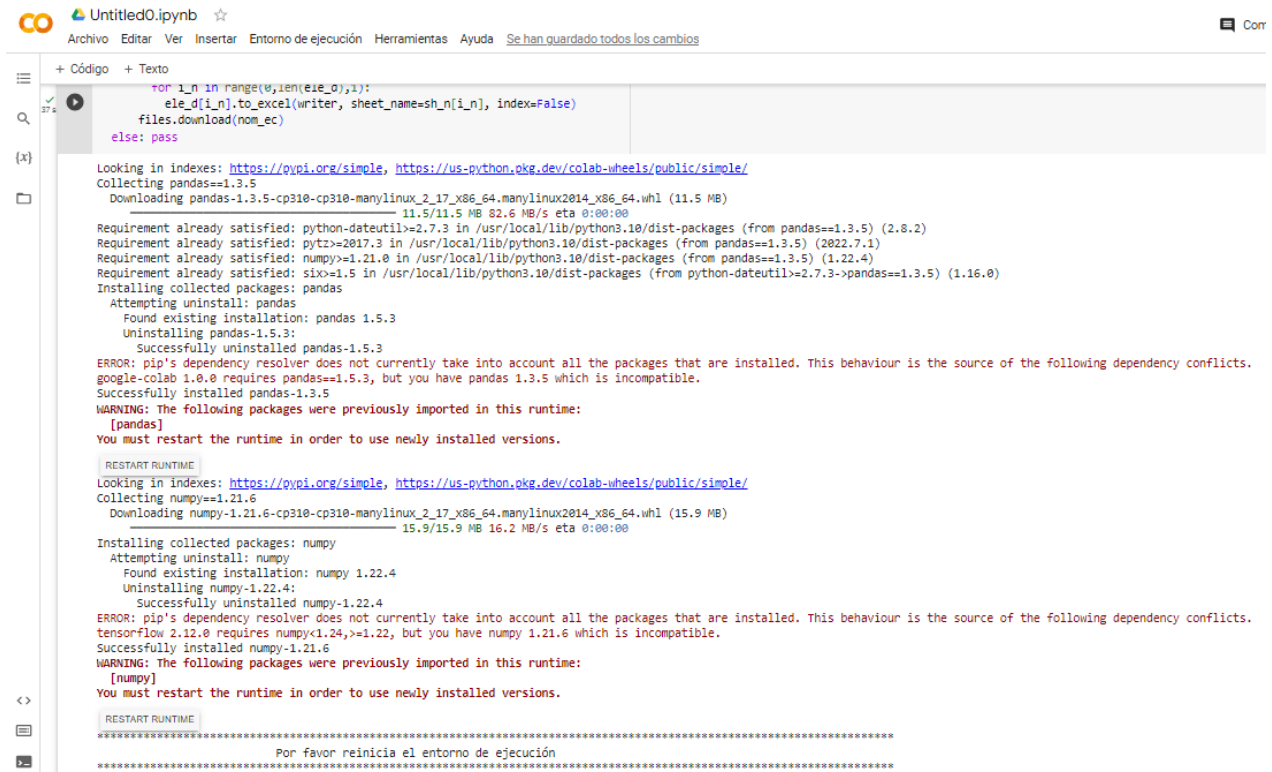 CO
Untitled0.ipynb
Com
Archivo Editar Ver Insertar Entorno de ejecución Herramientas Ayuda Se han guardado todos los cambios
+ Código + Texto
for i_n in range(0,len(ele_d),1):
37 s
ele_d[i_n].to_excel(writer, sheet_name=sh_n[i_n], index=False)
files.download(nom_ec)
else: pass
{x}
Looking in indexes: https://pypi.org/simple, https://us-python.pkg.dev/colab-wheels/public/simple/
Collecting pandas==1.3.5
Downloading pandas-1.3.5-cp310-cp310-manylinux_2_17_x86_64.manylinux2014_x86_64.whl (11.5 MB)
11.5/11.5 MB 82.6 MB/s eta 0:00:00
Requirement already satisfied: python-dateutil>=2.7.3 in /usr/local/lib/python3.10/dist-packages (from pandas==1.3.5) (2.8.2)
Requirement already satisfied: pytz>=2017.3 in /usr/local/lib/python3.10/dist-packages (from pandas==1.3.5) (2022.7.1)
Requirement already satisfied: numpy>=1.21.0 in /usr/local/lib/python3.10/dist-packages (from pandas==1.3.5) (1.22.4)
Requirement already satisfied: six>=1.5 in /usr/local/lib/python3.10/dist-packages (from python-dateutil>=2.7.3->pandas==1.3.5) (1.16.0)
Installing collected packages: pandas
Attempting uninstall: pandas
Found existing installation: pandas 1.5.3
Uninstalling pandas-1.5.3:
Successfully uninstalled pandas-1.5.3
ERROR: pip's dependency resolver does not currently take into account all the packages that are installed. This behaviour is the source of the following dependency conflicts.
google-colab 1.0.0 requires pandas==1.5.3, but you have pandas 1.3.5 which is incompatible.
Successfully installed pandas-1.3.5
WARNING: The following packages were previously imported in this runtime:
[pandas]
You must restart the runtime in order to use newly installed versions.
RESTART RUNTIME
Looking in indexes: https://pypi.org/simple, https://us-python.pkg.dev/colab-wheels/public/simple/
Collecting numpy==1.21.6
Downloading numpy-1.21.6-cp310-cp310-manylinux_2_17_x86_64.manylinux2014_x86_64.whl (15.9 MB)
15.9/15.9 MB 16.2 MB/s eta 0:00:00
Installing collected packages: numpy
Attempting uninstall: numpy
Found existing installation: numpy 1.22.4
Uninstalling numpy-1.22.4:
Successfully uninstalled numpy-1.22.4
ERROR: pip's dependency resolver does not currently take into account all the packages that are installed. This behaviour is the source of the following dependency conflicts.
tensorflow 2.12.0 requires numpy<1.24,>=1.22, but you have numpy 1.21.6 which is incompatible.
Successfully installed numpy-1.21.6
WARNING: The following packages were previously imported in this runtime:
[numpy]
You must restart the runtime in order to use newly installed versions.
RESTART RUNTIME
Por favor reinicia el entorno de ejecución